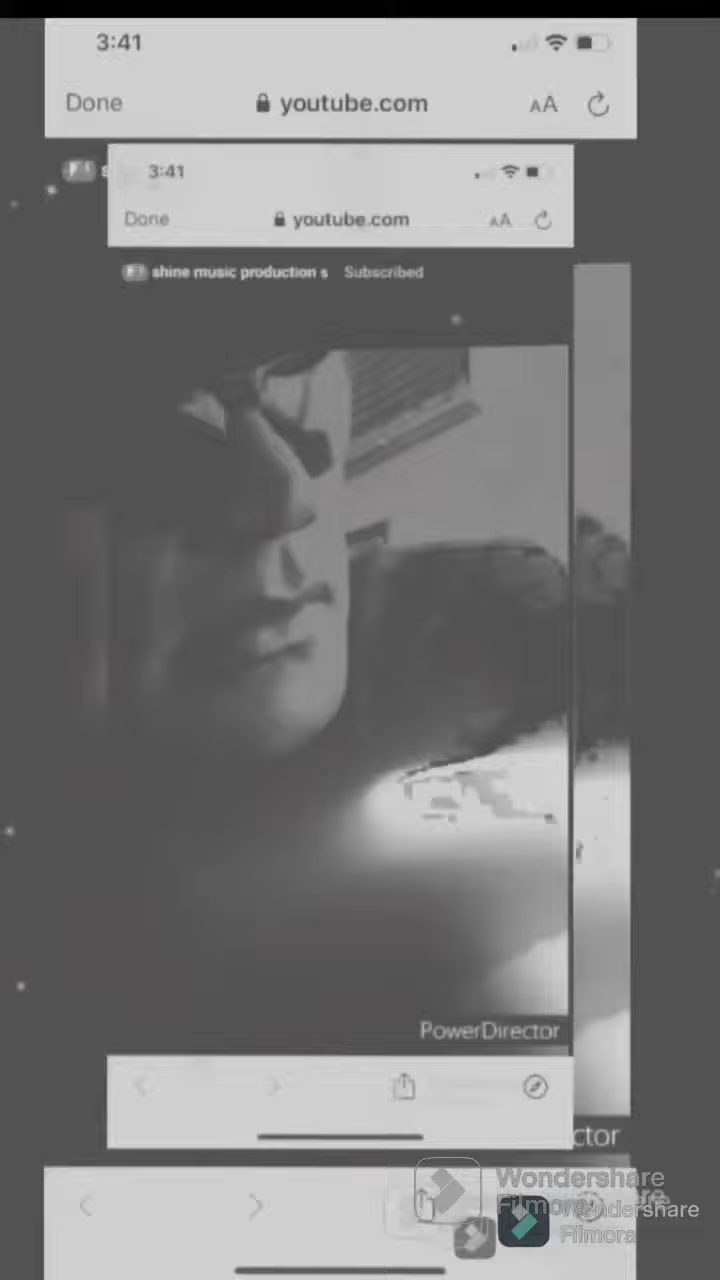 3:41
Done
youtube.com
AA
3:41
Done
youtube.com
AA
shine music production s Subscribed
PowerDirector
ctor
Wondershare
Filmora
Wondershare
Filmora